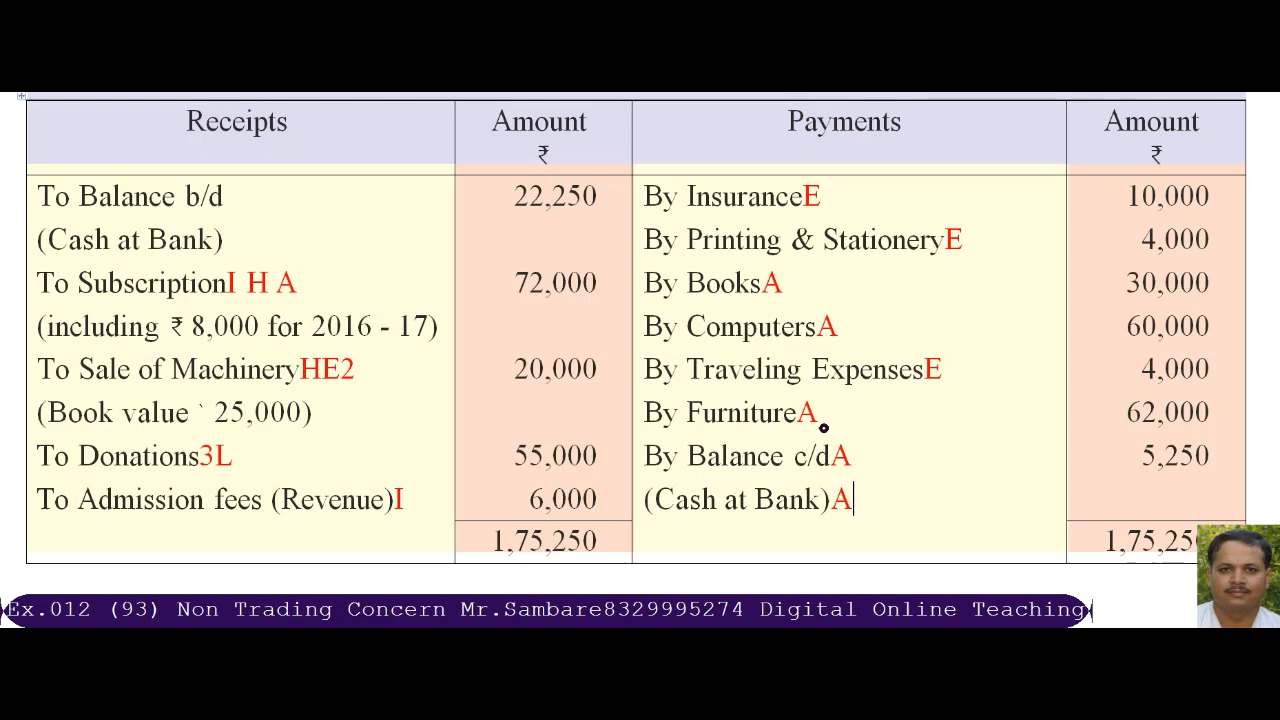 Receipts Amount ₹ Payments Amount ₹
To Balance b/d 22,250 By InsuranceE 10,000
(Cash at Bank) By Printing & StationeryE 4,000
To SubscriptionI H A 72,000 By BooksA 30,000
(including ₹ 8,000 for 2016 - 17) By ComputersA 60,000
To Sale of MachineryHE2 20,000 By Traveling ExpensesE 4,000
(Book value ` 25,000) By FurnitureA 62,000
To Donations3L 55,000 By Balance c/dA 5,250
To Admission fees (Revenue)I 6,000 (Cash at Bank)A
1,75,250 1,75,250
Ex.012 (93) Non Trading Concern Mr.Sambare8329995274 Digital Online Teaching